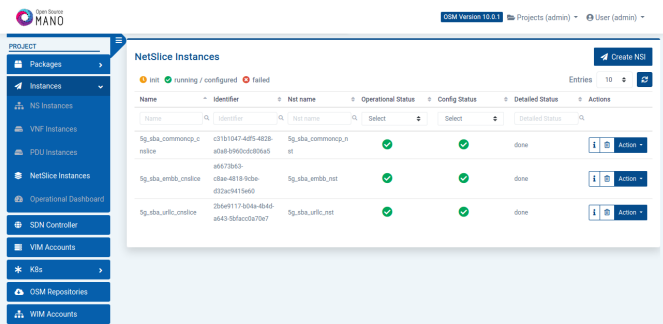 Open Source
MANO
OSM Version 10.0.1
Projects (admin)
User (admin)
PROJECT
Packages
Instances
NS Instances
VNF Instances
PDU Instances
NetSlice Instances
Operational Dashboard
SDN Controller
VIM Accounts
K8s
OSM Repositories
WIM Accounts
NetSlice Instances
Create NSI
init running / configured failed
Entries 10
Name Identifier Nst name Operational Status Config Status Detailed Status Actions
Name Identifier Nst name Select Select Detailed Status
5g_sba_commoncp_c c31b1047-4df5-4828- 5g_sba_commoncp_n
nslice a0a8-b960cdc806a5 st done i Action
a6673b63-
5g_sba_embb_cnslice c8ae-4818-9cbe- 5g_sba_embb_nst done i Action
d32ac9415e60
2b6e9117-b04a-4b4d-
5g_sba_urllc_cnslice a643-5bfacc0a70e7 5g_sba_urllc_nst done i Action